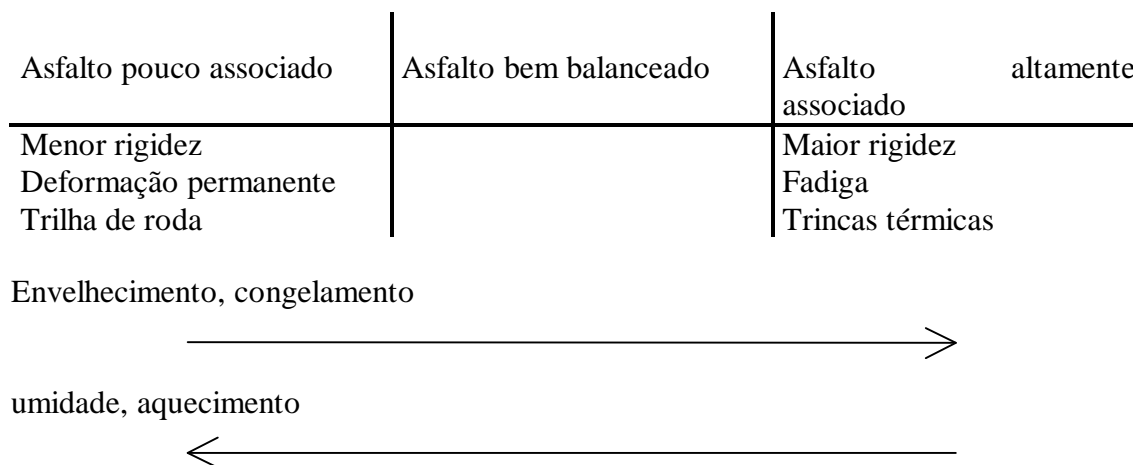 Asfalto pouco associado
Asfalto bem balanceado
Asfalto altamente
associado
Menor rigidez
Deformação permanente
Trilha de roda
Maior rigidez
Fadiga
Trincas térmicas
Envelhecimento, congelamento
umidade, aquecimento